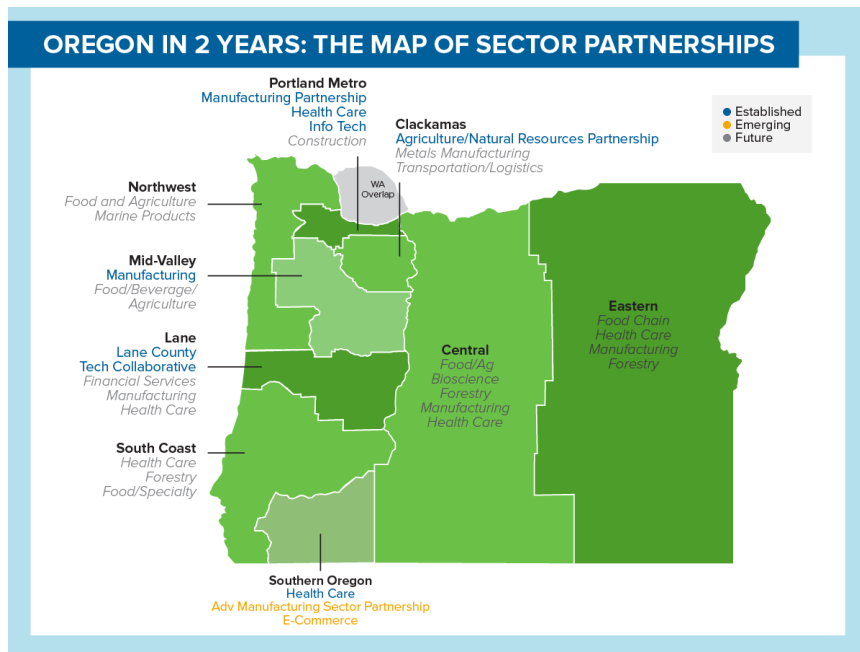 OREGON IN 2 YEARS: THE MAP OF SECTOR PARTNERSHIPS
Portland Metro
Manufacturing Partnership
Health Care
Info Tech
Construction
Clackamas
Agriculture/Natural Resources Partnership
Metals Manufacturing
Transportation/Logistics
Established
Emerging
Future
WA
Overlap
Northwest
Food and Agriculture
Marine Products
Mid-Valley
Manufacturing
Food/Beverage/
Agriculture
Lane
Lane County
Tech Collaborative
Financial Services
Manufacturing
Health Care
South Coast
Health Care
Forestry
Food/Specialty
Central
Food/Ag
Bioscience
Forestry
Manufacturing
Health Care
Eastern
Food Chain
Health Care
Manufacturing
Forestry
Southern Oregon
Health Care
Adv Manufacturing Sector Partnership
E-Commerce